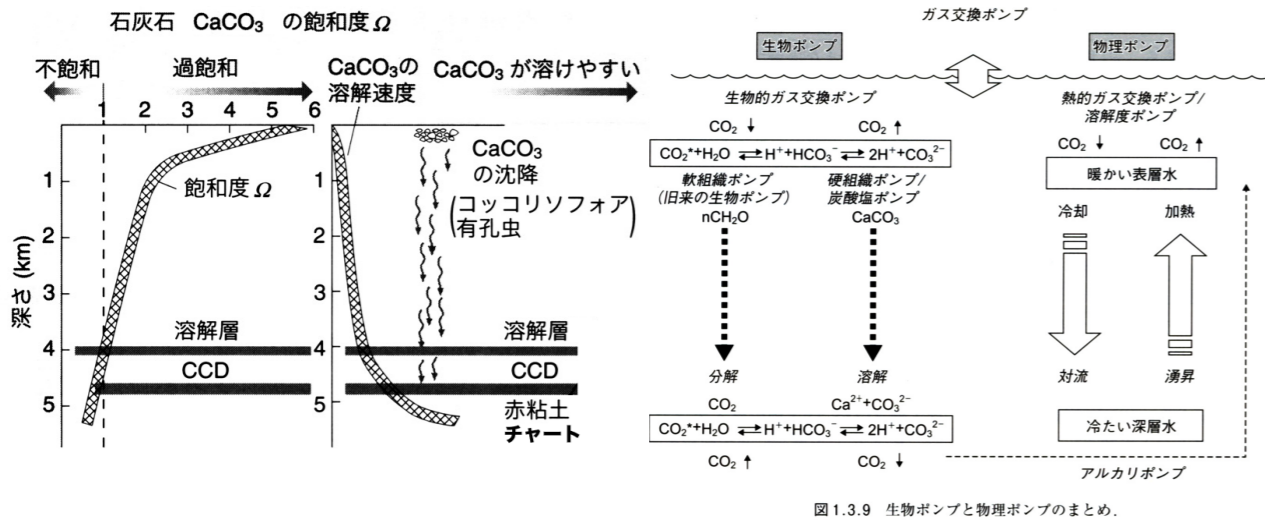 石灰石 CaCO₃ の飽和度Ω
不飽和
過飽和
1 2 3 4 5 6
深さ (km)
1
2
3
4
5
飽和度Ω
溶解層
CCD
CaCO₃の
溶解速度
CaCO₃ が溶けやすい
1
2
3
4
5
CaCO₃
の沈降
(コッコリソフォア)
有孔虫
溶解層
CCD
赤粘土
チャート
ガス交換ポンプ
生物ポンプ
物理ポンプ
生物的ガス交換ポンプ
CO₂ ↓
CO₂ ↑
CO₂*+H₂O ⇄ H⁺+HCO₃⁻ ⇄ 2H⁺+CO₃²⁻
軟組織ポンプ
(旧来の生物ポンプ)
nCH₂O
硬組織ポンプ/
炭酸塩ポンプ
CaCO₃
分解
溶解
CO₂
Ca²⁺+CO₃²⁻
CO₂*+H₂O ⇄ H⁺+HCO₃⁻ ⇄ 2H⁺+CO₃²⁻
CO₂ ↑
CO₂ ↓
熱的ガス交換ポンプ/
溶解度ポンプ
CO₂ ↓
CO₂ ↑
暖かい表層水
冷却
加熱
対流
湧昇
冷たい深層水
アルカリポンプ
図1.3.9 生物ポンプと物理ポンプのまとめ.